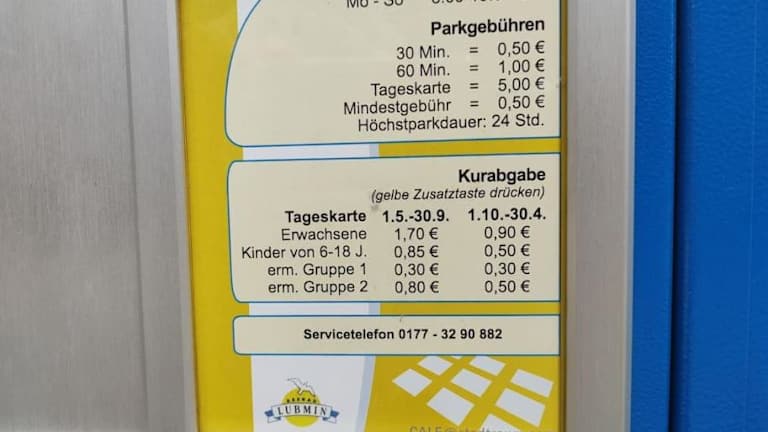 Mo - So
Parkgebühren
30 Min. = 0,50 €
60 Min. = 1,00 €
Tageskarte = 5,00 €
Mindestgebühr = 0,50 €
Höchstparkdauer: 24 Std.
Kurabgabe
(gelbe Zusatztaste drücken)
Tageskarte 1.5.-30.9. 1.10.-30.4.
Erwachsene 1,70 € 0,90 €
Kinder von 6-18 J. 0,85 € 0,50 €
erm. Gruppe 1 0,30 € 0,30 €
erm. Gruppe 2 0,80 € 0,50 €
Servicetelefon 0177 - 32 90 882
SEEBAD
LUBMIN